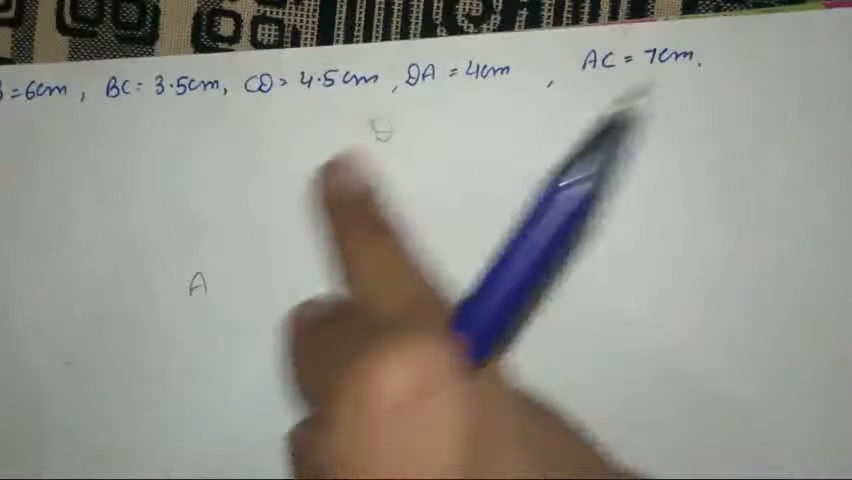 =6cm, BC= 3.5cm, CD= 4.5cm, DA =4cm, AC = 7cm.
D
A